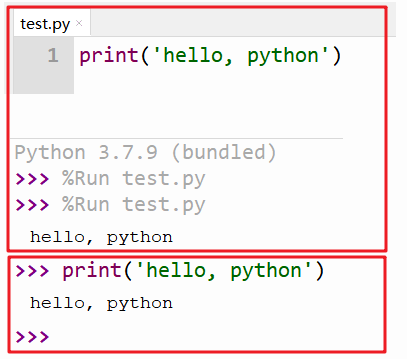 test.py ×
1 print('hello, python')
Python 3.7.9 (bundled)
>>> %Run test.py
>>> %Run test.py
hello, python
>>> print('hello, python')
hello, python
>>>